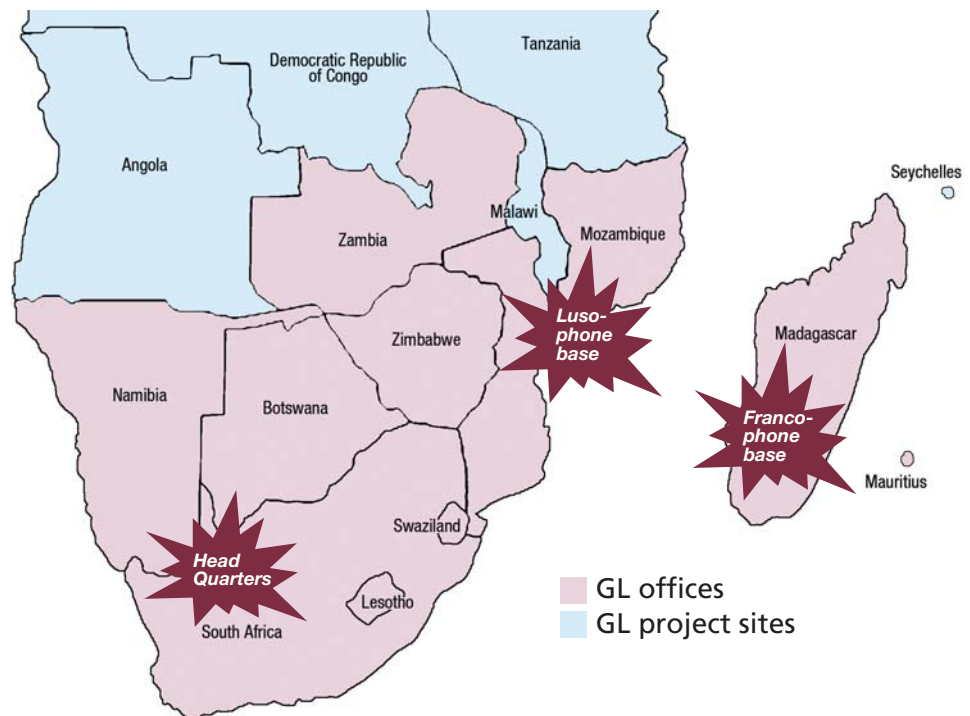 Tanzania
Democratic Republic
of Congo
Angola
Seychelles
Malawi
Mozambique
Zambia
Luso-
phone
base
Zimbabwe
Madagascar
Namibia
Botswana
Franco-
phone
base
Mauritius
Swaziland
Head
Quarters
Lesotho
South Africa
GL offices
GL project sites